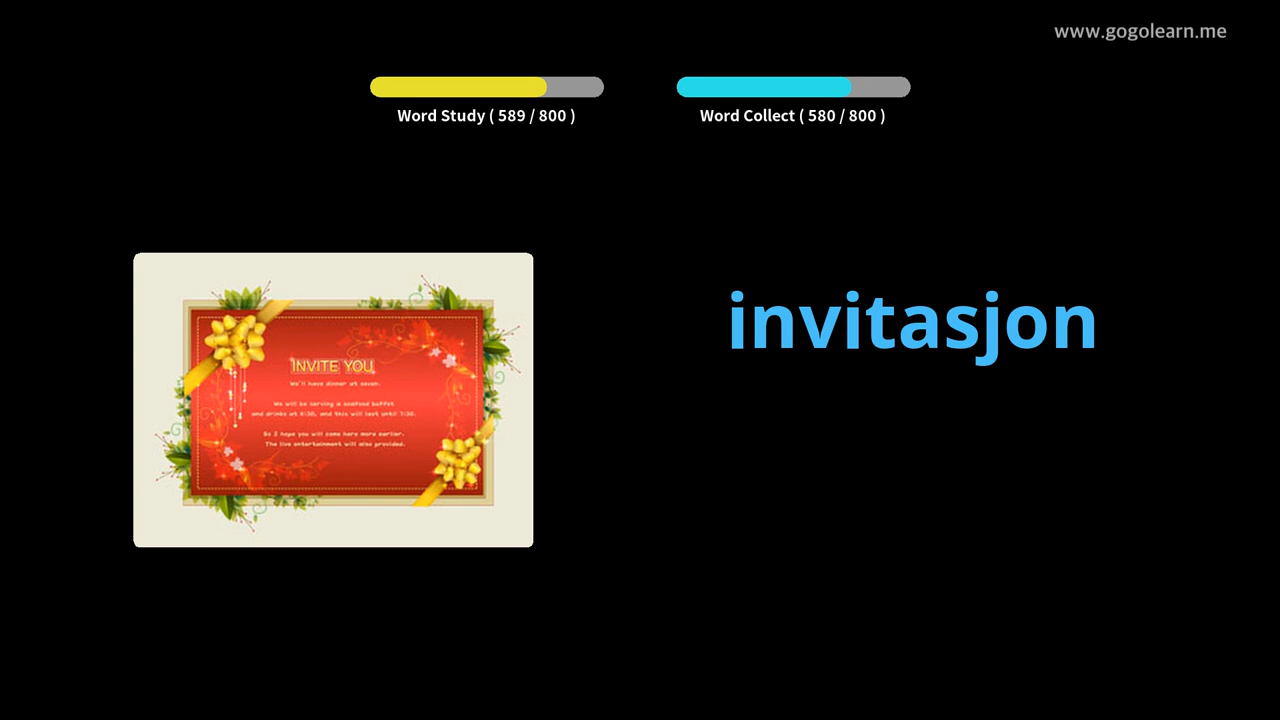 www.gogolearn.me
Word Study ( 589 / 800 )
Word Collect ( 580 / 800 )
invitasjon
INVITE YOU
We'll have dinner at seven.
We will be serving a seafood buffet
and drinks at 6:30, and this will last until 7:30.
So I hope you will come here more earlier.
The live entertainment will also provided.